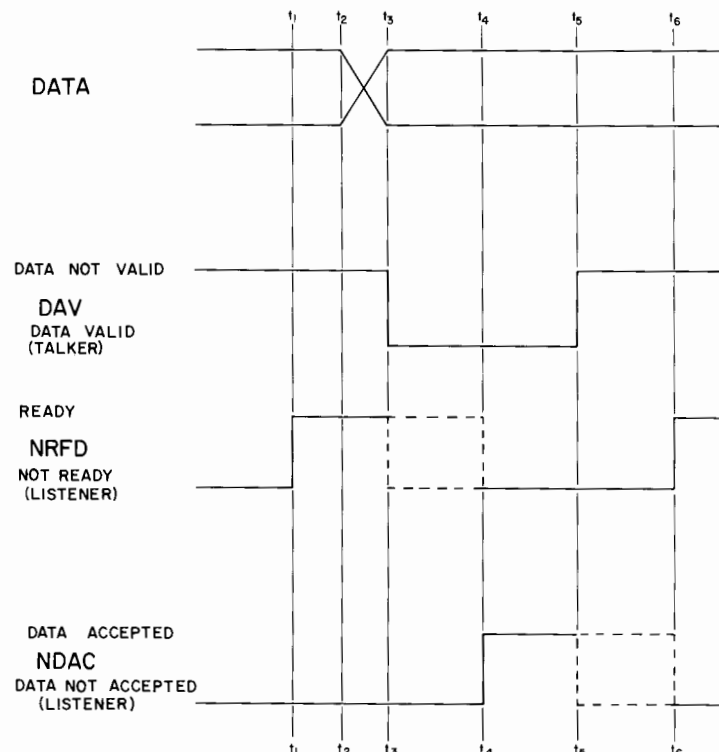 t1 t2 t3 t4 t5 t6
DATA
DATA NOT VALID
DAV
DATA VALID
(TALKER)
READY
NRFD
NOT READY
(LISTENER)
DATA ACCEPTED
NDAC
DATA NOT ACCEPTED
(LISTENER)
t1 t2 t3 t4 t5 t6